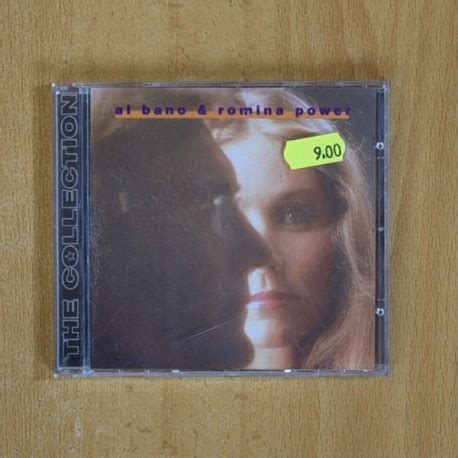 al bano & romina power
9.00
THE COLLECTION